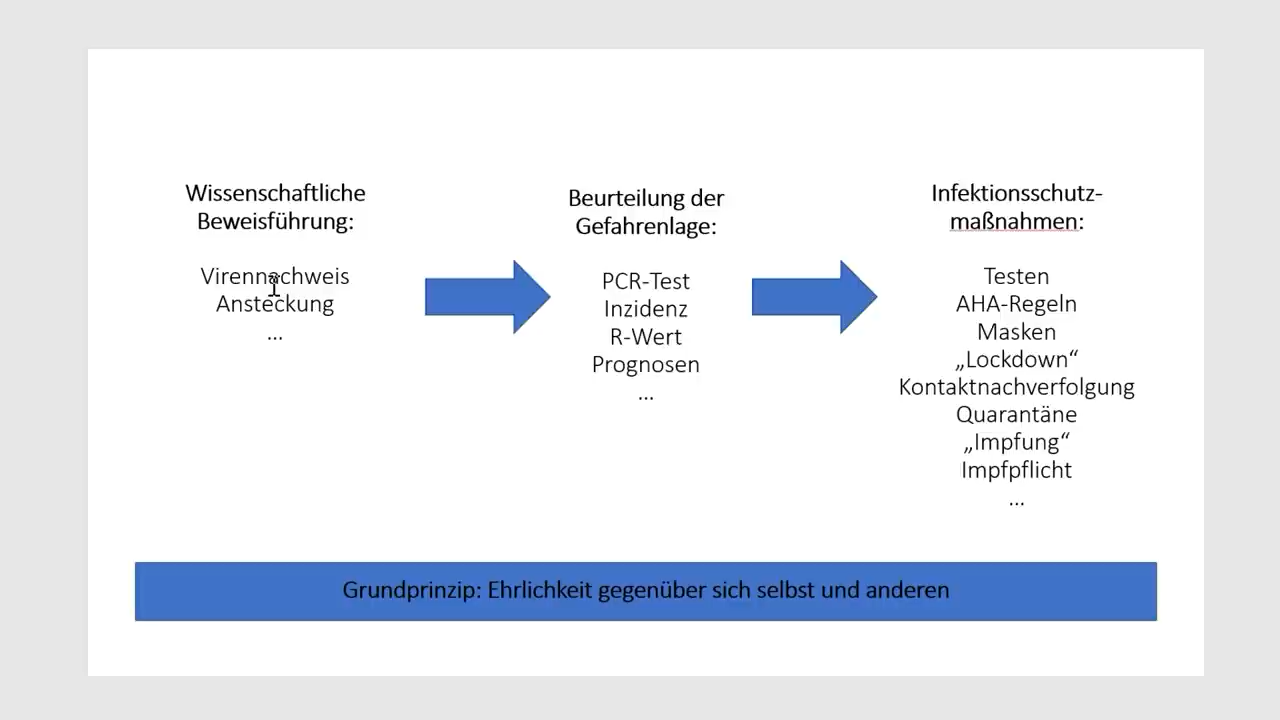 Wissenschaftliche
Beweisführung:
Virennachweis
Ansteckung
...
Beurteilung der
Gefahrenlage:
PCR-Test
Inzidenz
R-Wert
Prognosen
...
Infektionsschutz-
maßnahmen:
Testen
AHA-Regeln
Masken
„Lockdown“
Kontaktnachverfolgung
Quarantäne
„Impfung“
Impfpflicht
...
Grundprinzip: Ehrlichkeit gegenüber sich selbst und anderen